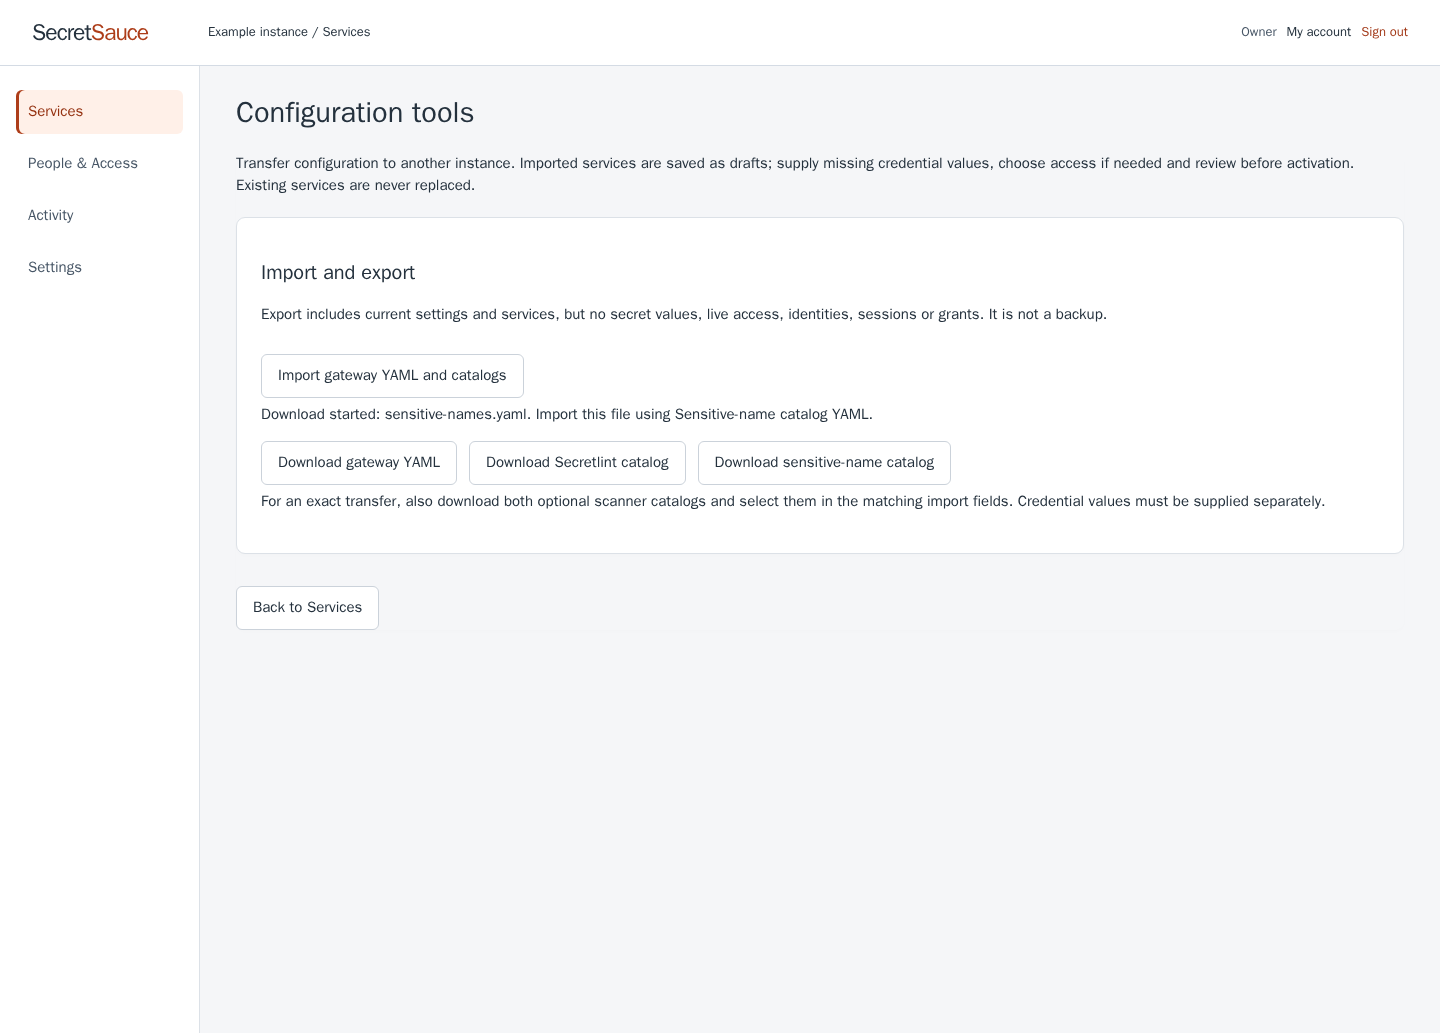 SecretSauce
Example instance / Services
Owner My account Sign out
Services
People & Access
Activity
Settings
Configuration tools
Transfer configuration to another instance. Imported services are saved as drafts; supply missing credential values, choose access if needed and review before activation.
Existing services are never replaced.
Import and export
Export includes current settings and services, but no secret values, live access, identities, sessions or grants. It is not a backup.
Import gateway YAML and catalogs
Download started: sensitive-names.yaml. Import this file using Sensitive-name catalog YAML.
Download gateway YAML
Download Secretlint catalog
Download sensitive-name catalog
For an exact transfer, also download both optional scanner catalogs and select them in the matching import fields. Credential values must be supplied separately.
Back to Services